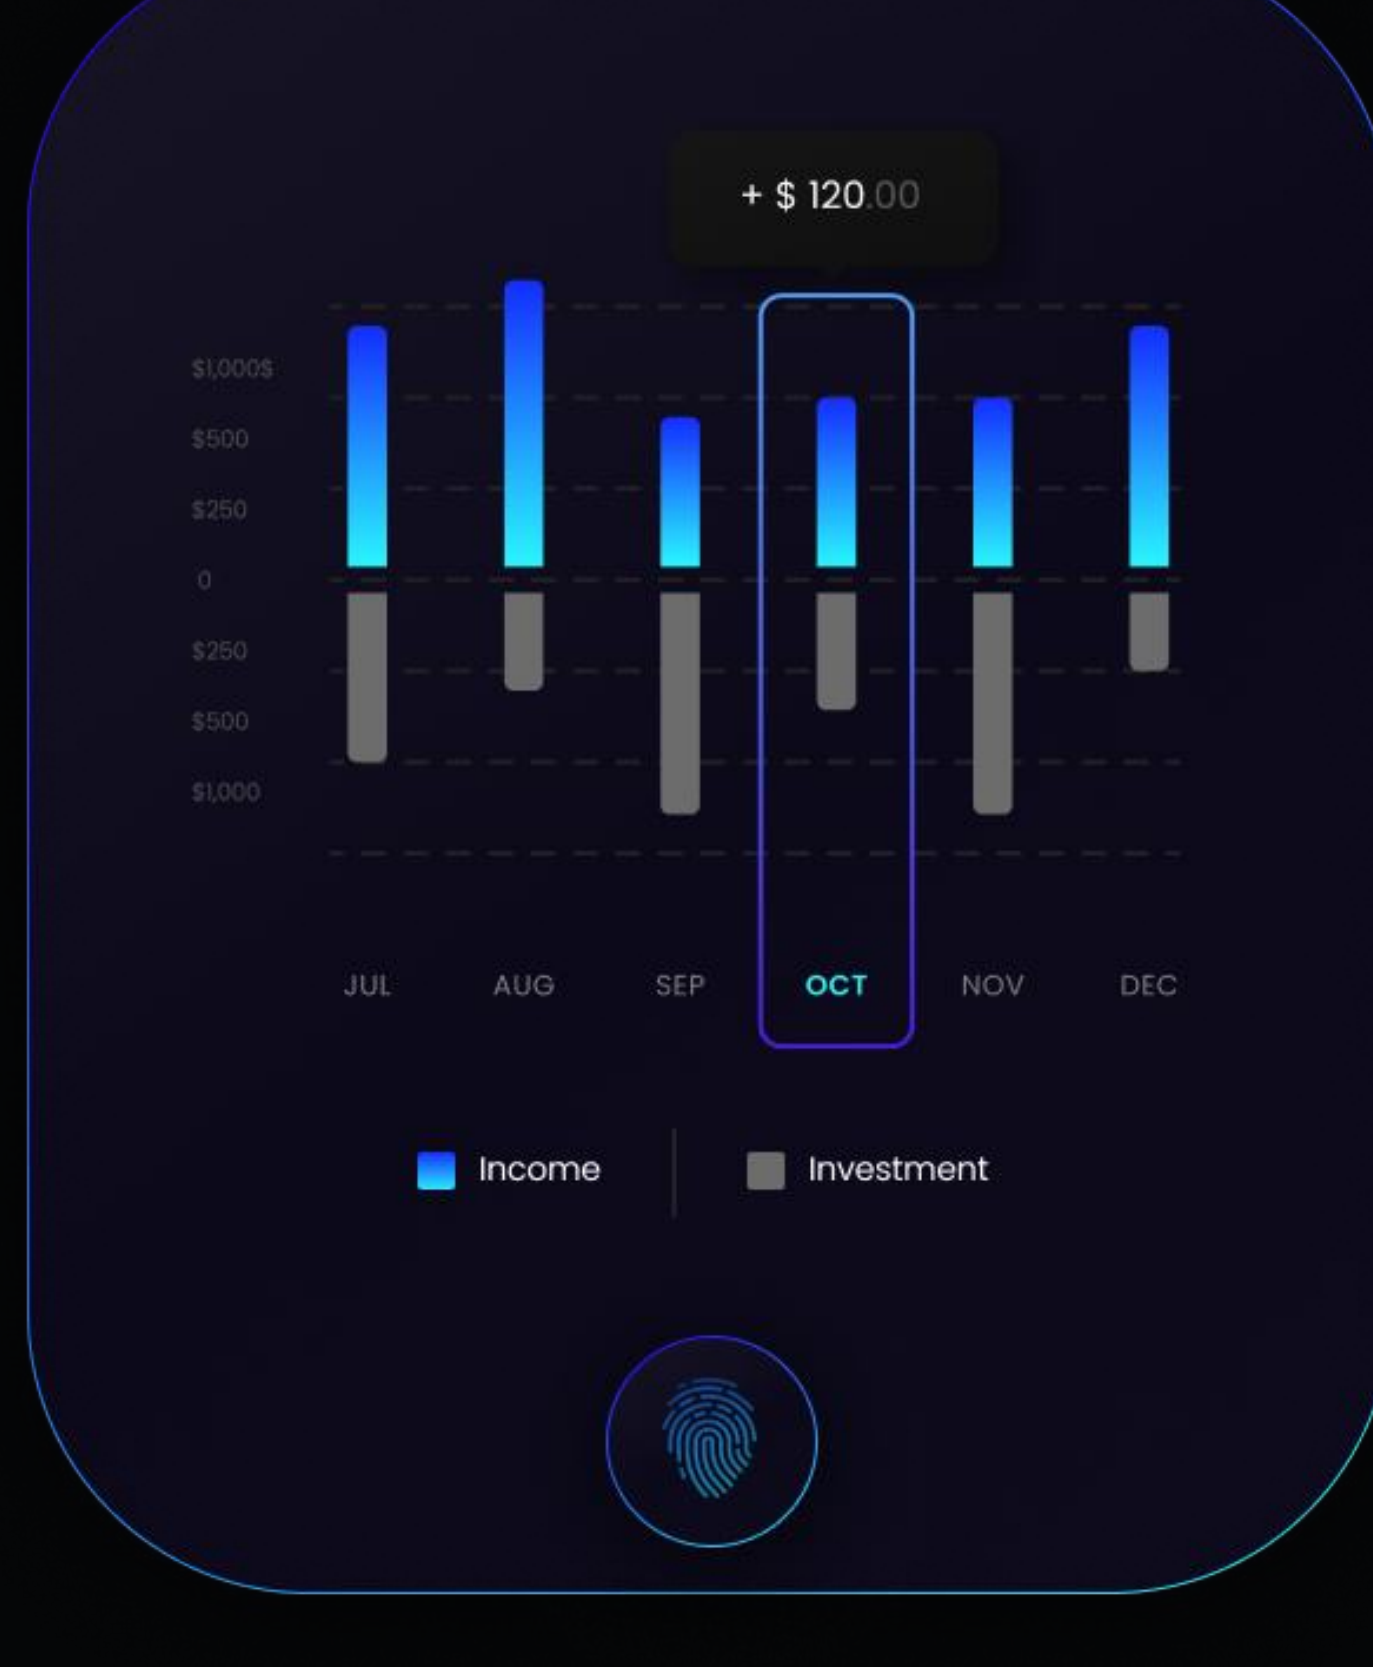 + $ 120.00
$1,000$
$500
$250
0
$250
$500
$1,000
JUL AUG SEP OCT NOV DEC
Income Investment